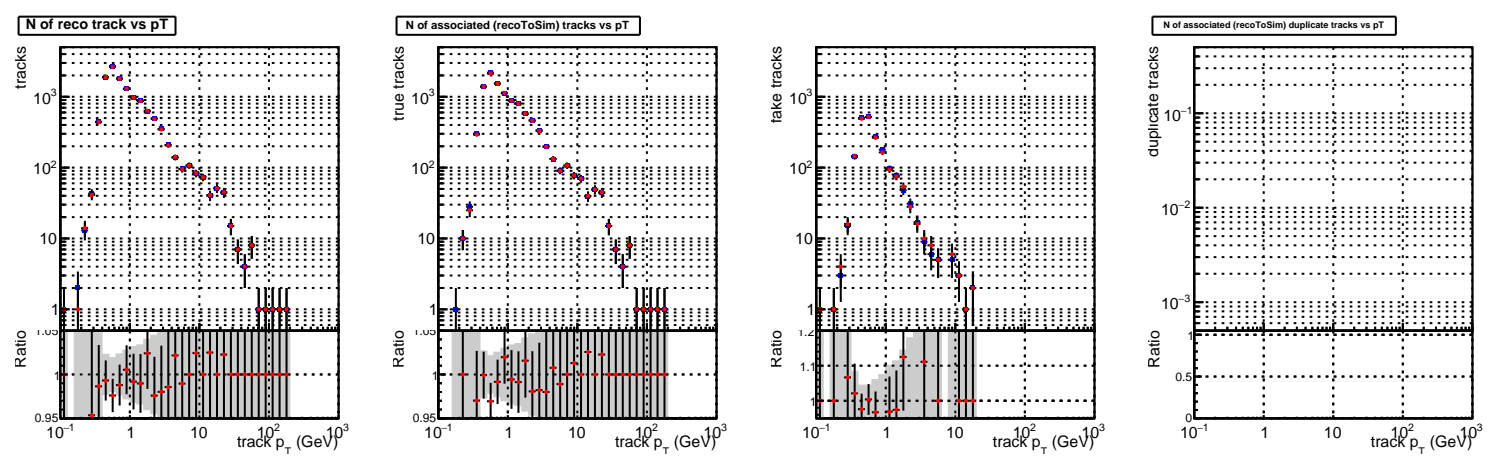 N of reco track vs pT
tracks
10³
10²
10
1
Ratio
1.05
1
0.95
10⁻¹ 1 10 10² 10³
track p_T (GeV)
N of associated (recoToSim) tracks vs pT
true tracks
10³
10²
10
1
Ratio
1.05
1
0.95
10⁻¹ 1 10 10² 10³
track p_T (GeV)
fake tracks
10³
10²
10
1
Ratio
1.2
1.1
1
10⁻¹ 1 10 10² 10³
track p_T (GeV)
N of associated (recoToSim) duplicate tracks vs pT
duplicate tracks
10⁻¹
10⁻²
10⁻³
Ratio
1
0.5
0
10⁻¹ 1 10 10² 10³
track p_T (GeV)